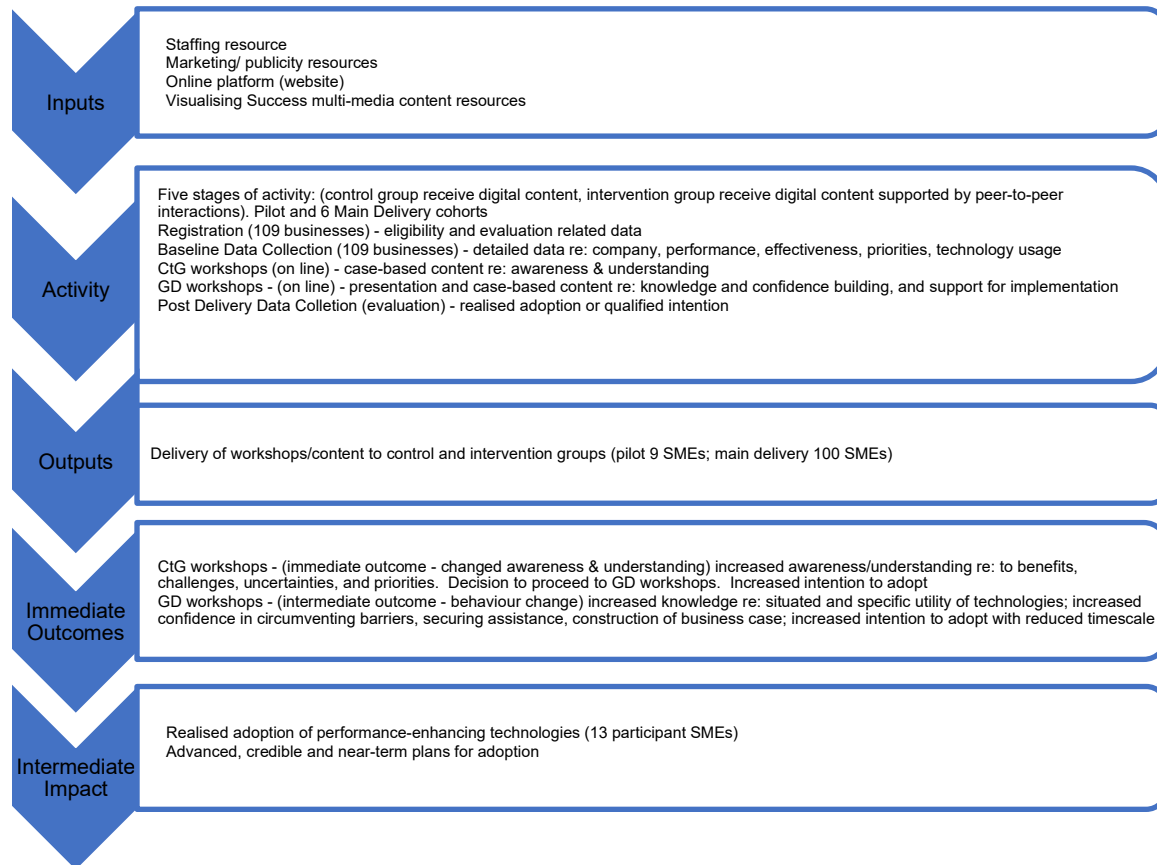 Inputs
Staffing resource
Marketing/ publicity resources
Online platform (website)
Visualising Success multi-media content resources
Activity
Five stages of activity: (control group receive digital content, intervention group receive digital content supported by peer-to-peer
interactions). Pilot and 6 Main Delivery cohorts
Registration (109 businesses) - eligibility and evaluation related data
Baseline Data Collection (109 businesses) - detailed data re: company, performance, effectiveness, priorities, technology usage
CtG workshops (on line) - case-based content re: awareness & understanding
GD workshops - (on line) - presentation and case-based content re: knowledge and confidence building, and support for implementation
Post Delivery Data Colletion (evaluation) - realised adoption or qualified intention
Outputs
Delivery of workshops/content to control and intervention groups (pilot 9 SMEs; main delivery 100 SMEs)
Immediate
Outcomes
CtG workshops - (immediate outcome - changed awareness & understanding) increased awareness/understanding re: to benefits,
challenges, uncertainties, and priorities.  Decision to proceed to GD workshops.  Increased intention to adopt
GD workshops - (intermediate outcome - behaviour change) increased knowledge re: situated and specific utility of technologies; increased
confidence in circumventing barriers, securing assistance, construction of business case; increased intention to adopt with reduced timescale
Intermediate
Impact
Realised adoption of performance-enhancing technologies (13 participant SMEs)
Advanced, credible and near-term plans for adoption